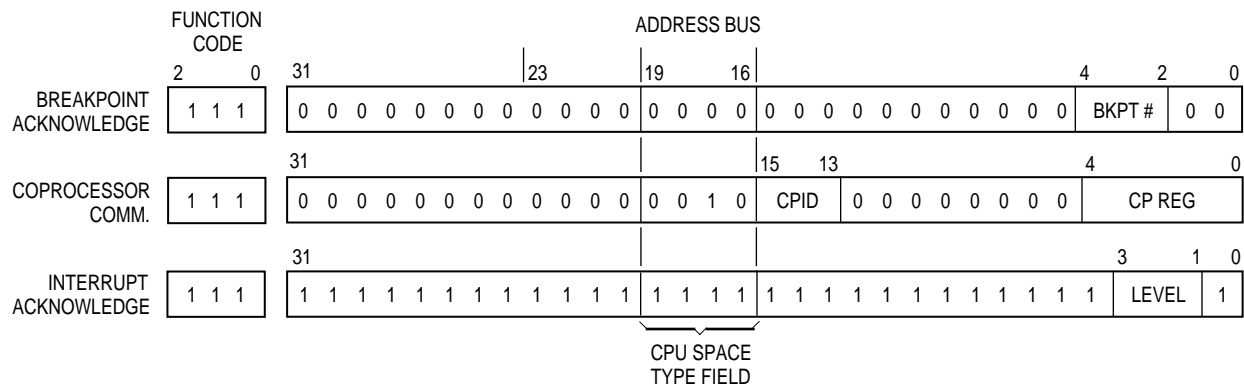 FUNCTION
CODE
ADDRESS BUS
2 0 31 23 19 16 4 2 0
BREAKPOINT
ACKNOWLEDGE
1 1 1 0 0 0 0 0 0 0 0 0 0 0 0 0 0 0 0 0 0 0 0 0 0 0 0 0 0 0 BKPT # 0 0
31 15 13 4 0
COPROCESSOR
COMM.
1 1 1 0 0 0 0 0 0 0 0 0 0 0 0 0 0 1 0 CPID 0 0 0 0 0 0 0 0 CP REG
31 3 1 0
INTERRUPT
ACKNOWLEDGE
1 1 1 1 1 1 1 1 1 1 1 1 1 1 1 1 1 1 1 1 1 1 1 1 1 1 1 1 1 1 1 LEVEL 1
CPU SPACE
TYPE FIELD